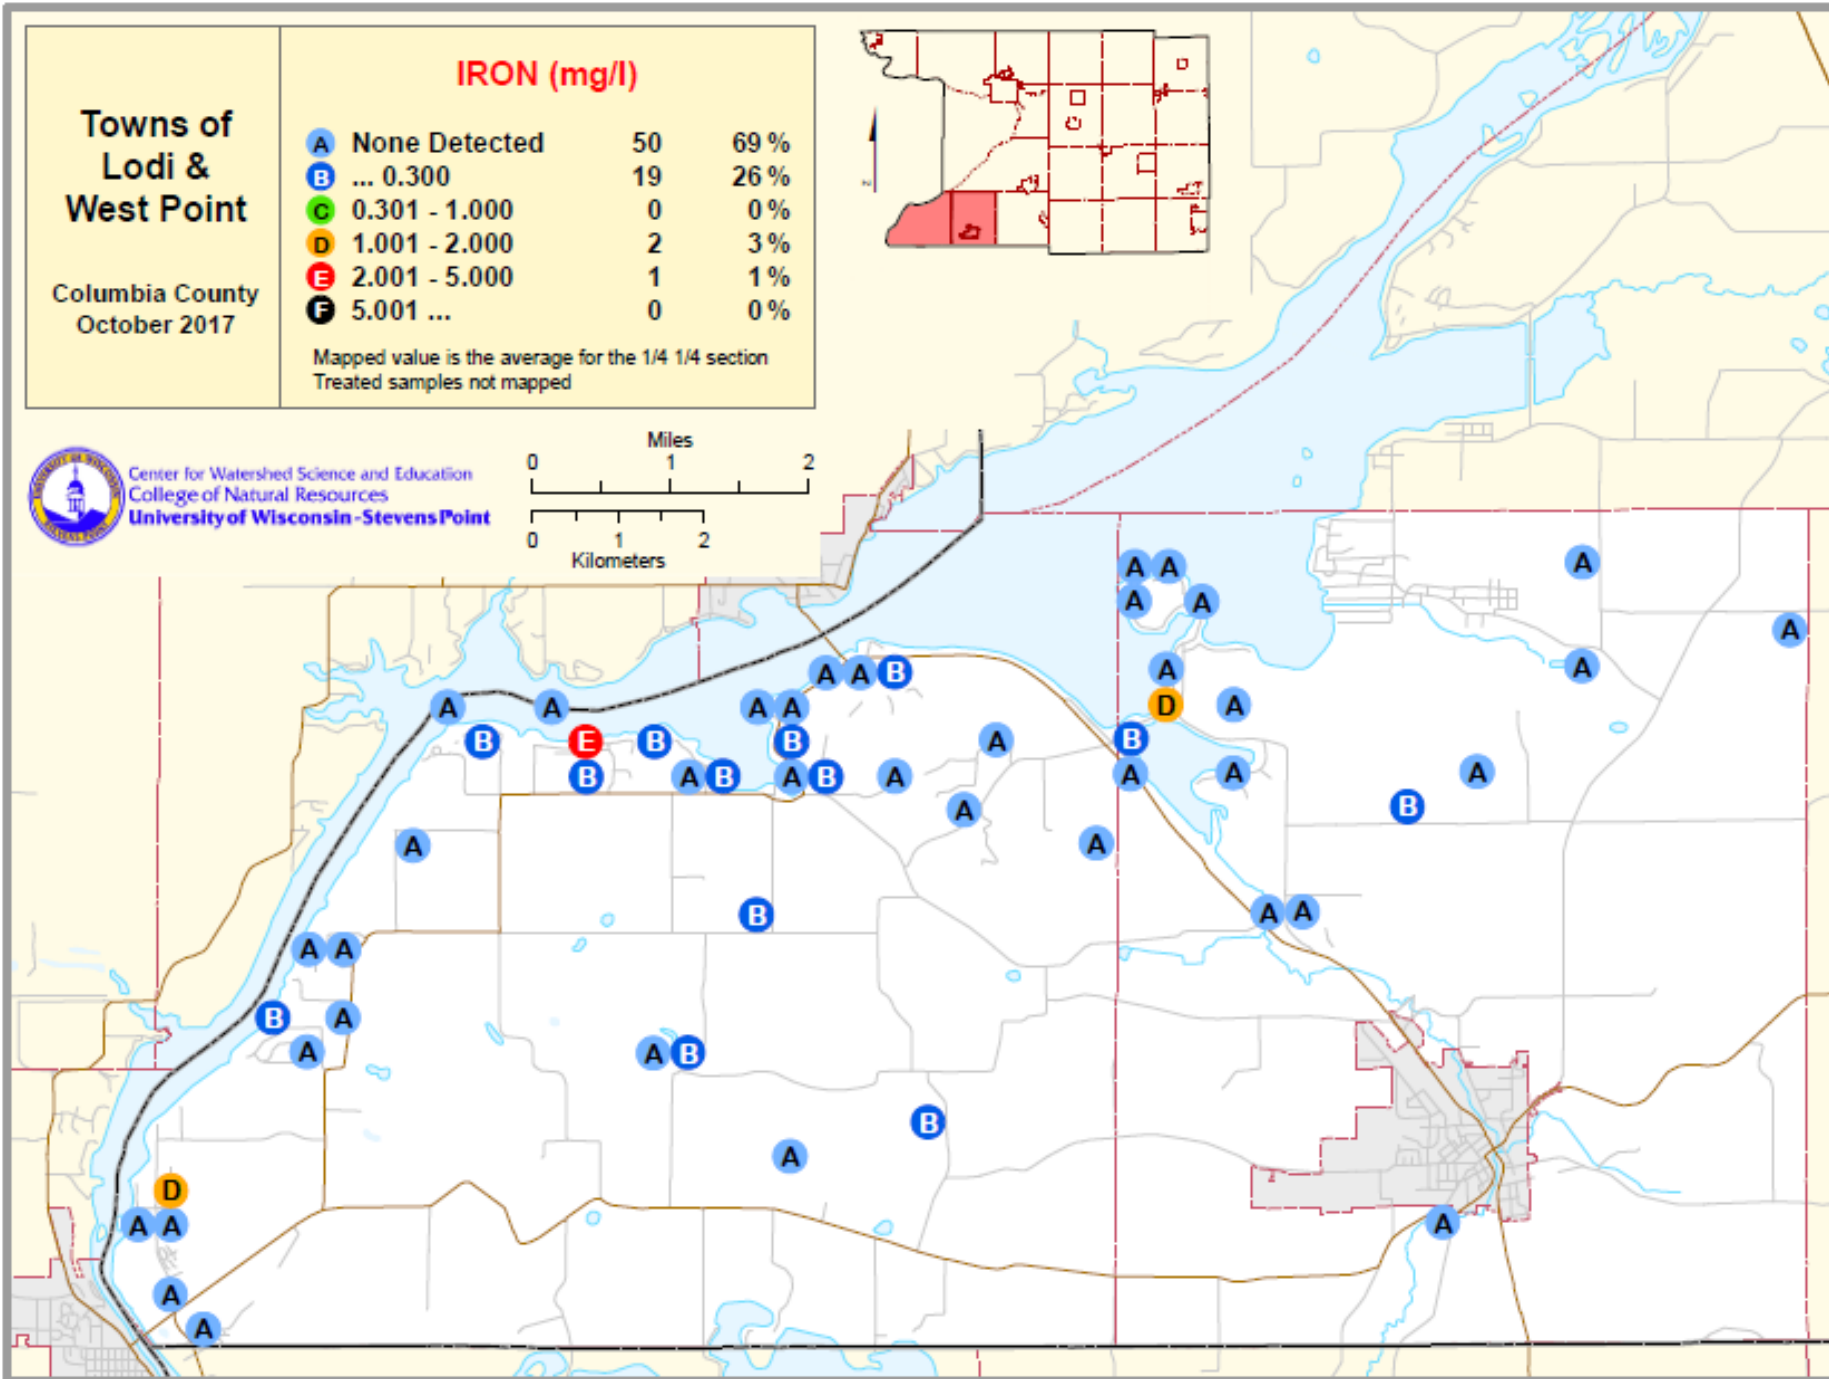 Towns of
Lodi &
West Point
Columbia County
October 2017
IRON (mg/l)
A None Detected 50 69 %
B ... 0.300 19 26 %
C 0.301 - 1.000 0 0 %
D 1.001 - 2.000 2 3 %
E 2.001 - 5.000 1 1 %
F 5.001 ... 0 0 %
Mapped value is the average for the 1/4 1/4 section
Treated samples not mapped
Center for Watershed Science and Education
College of Natural Resources
University of Wisconsin - Stevens Point
Miles
0 1 2
0 1 2
Kilometers
A A A
A A
A
A A B A A
A A A A D A
B E B B A B
B A B A B A A A A
A B
A A
B A A
A A
B A
A A B
B
A
D
A A A
A
A